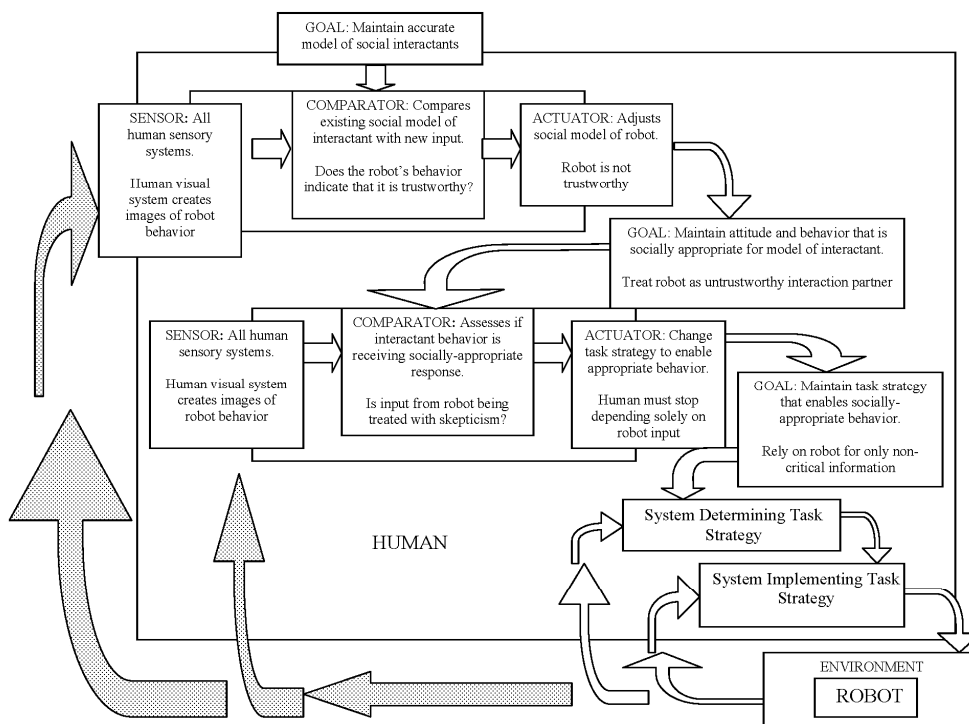 GOAL: Maintain accurate
model of social interactants
SENSOR: All
human sensory
systems.
Human visual
system creates
images of robot
behavior
COMPARATOR: Compares
existing social model of
interactant with new input.
Does the robot's behavior
indicate that it is trustworthy?
ACTUATOR: Adjusts
social model of robot.
Robot is not
trustworthy
GOAL: Maintain attitude and behavior that is
socially appropriate for model of interactant.
Treat robot as untrustworthy interaction partner
SENSOR: All human
sensory systems.
Human visual system
creates images of
robot behavior
COMPARATOR: Assesses if
interactant behavior is
receiving socially-appropriate
response.
Is input from robot being
treated with skepticism?
ACTUATOR: Change
task strategy to enable
appropriate behavior.
Human must stop
depending solely on
robot input
GOAL: Maintain task strategy
that enables socially-
appropriate behavior.
Rely on robot for only non-
critical information
System Determining Task
Strategy
HUMAN
System Implementing Task
Strategy
ENVIRONMENT
ROBOT